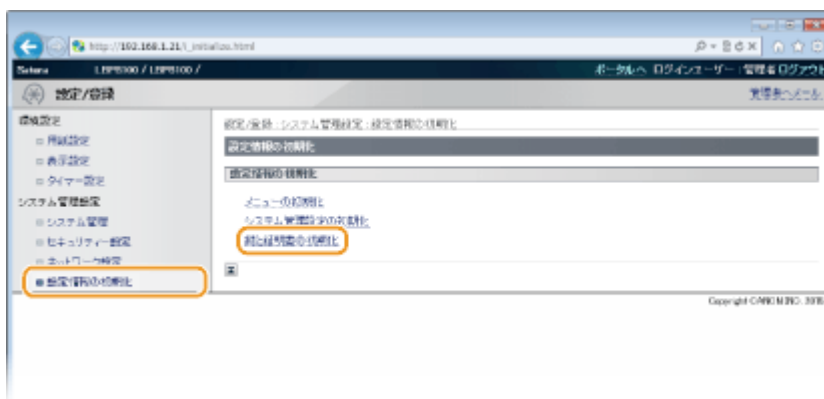 http://192.168.1.21/t_initialize.html
Satera LBP8100 / LBP8100 /
ポータルへ ログインユーザー：管理者 ログアウト
設定/登録
管理者へメール
環境設定
用紙設定
表示設定
タイマー設定
システム管理設定
システム管理
セキュリティー設定
ネットワーク設定
設定情報の初期化
設定/登録 : システム管理設定 : 設定情報の初期化
設定情報の初期化
設定情報の初期化
メニューの初期化
システム管理設定の初期化
鍵と証明書の初期化
Copyright CANON INC.